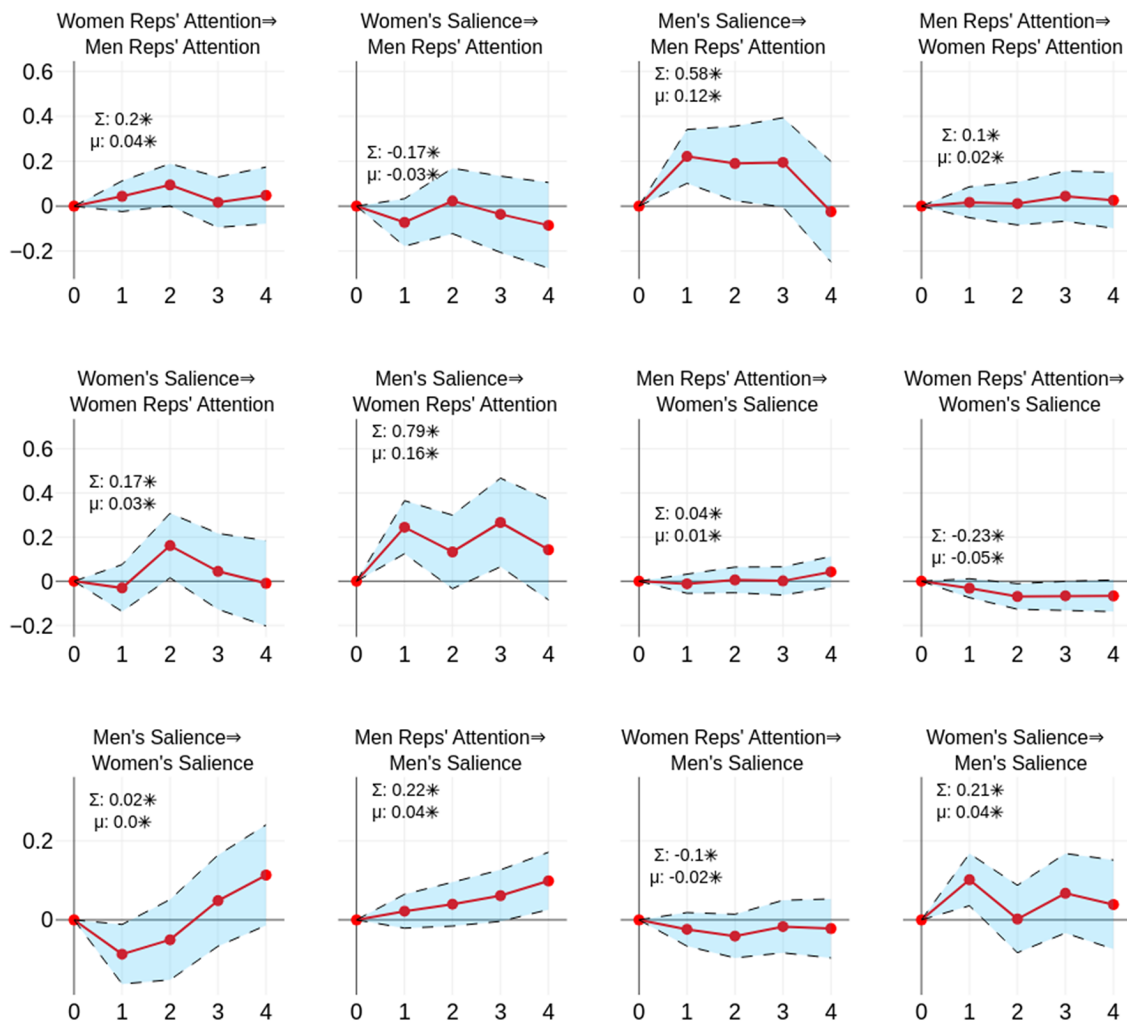 Women Reps' Attention⇒
Men Reps' Attention
Women's Salience⇒
Men Reps' Attention
Men's Salience⇒
Men Reps' Attention
Men Reps' Attention⇒
Women Reps' Attention
0.6
0.4
0.2
0
−0.2
Σ: 0.2✳
μ: 0.04✳
Σ: -0.17✳
μ: -0.03✳
Σ: 0.58✳
μ: 0.12✳
Σ: 0.1✳
μ: 0.02✳
0 1 2 3 4
0 1 2 3 4
0 1 2 3 4
0 1 2 3 4
Women's Salience⇒
Women Reps' Attention
Men's Salience⇒
Women Reps' Attention
Men Reps' Attention⇒
Women's Salience
Women Reps' Attention⇒
Women's Salience
0.6
0.4
0.2
0
−0.2
Σ: 0.17✳
μ: 0.03✳
Σ: 0.79✳
μ: 0.16✳
Σ: 0.04✳
μ: 0.01✳
Σ: -0.23✳
μ: -0.05✳
0 1 2 3 4
0 1 2 3 4
0 1 2 3 4
0 1 2 3 4
Men's Salience⇒
Women's Salience
Men Reps' Attention⇒
Men's Salience
Women Reps' Attention⇒
Men's Salience
Women's Salience⇒
Men's Salience
0.2
0
Σ: 0.02✳
μ: 0.0✳
Σ: 0.22✳
μ: 0.04✳
Σ: -0.1✳
μ: -0.02✳
Σ: 0.21✳
μ: 0.04✳
0 1 2 3 4
0 1 2 3 4
0 1 2 3 4
0 1 2 3 4